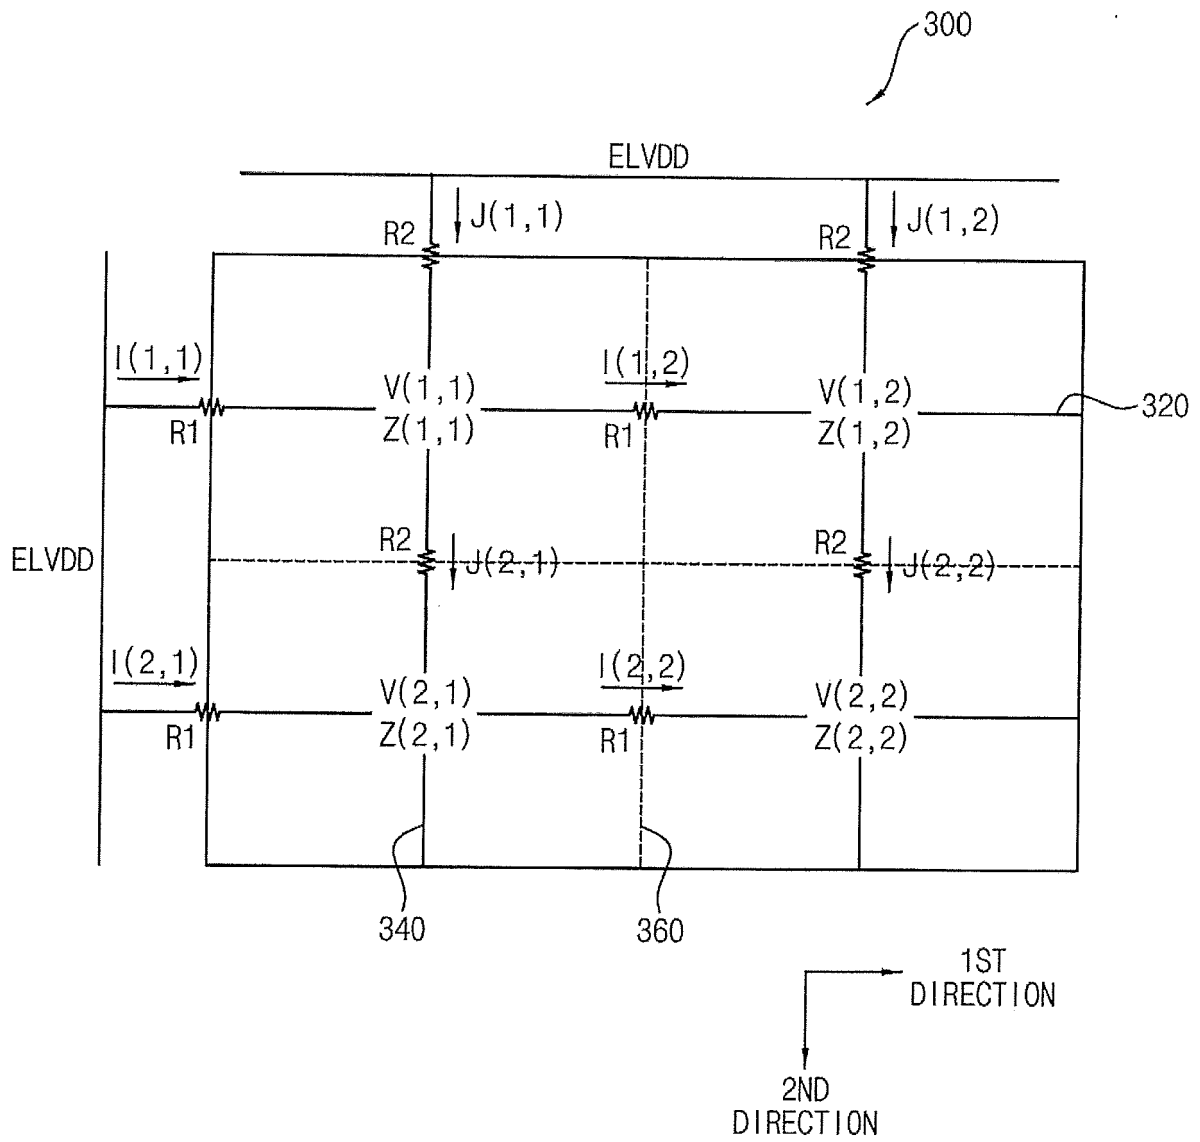 300
ELVDD
J(1,1)
J(1,2)
R2
R2
I(1,1)
I(1,2)
V(1,1)
V(1,2)
320
R1
Z(1,1)
R1
Z(1,2)
R2
R2
ELVDD
J(2,1)
J(2,2)
I(2,1)
I(2,2)
V(2,1)
V(2,2)
R1
Z(2,1)
R1
Z(2,2)
340
360
1ST
DIRECTION
2ND
DIRECTION